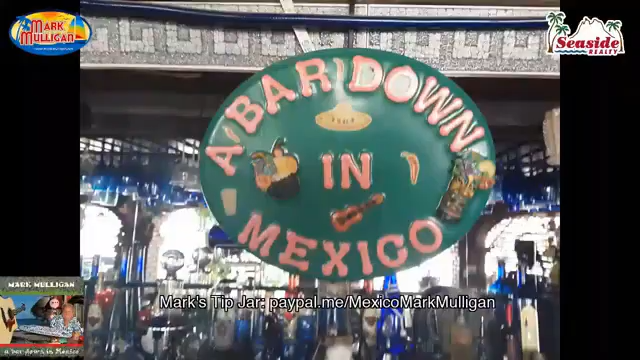 MARK
MULLIGAN
Seaside
REALTY
A BAR DOWN
IN
MEXICO
MARK MULLIGAN
a bar down in Mexico
Mark's Tip Jar: paypal.me/MexicoMarkMulligan